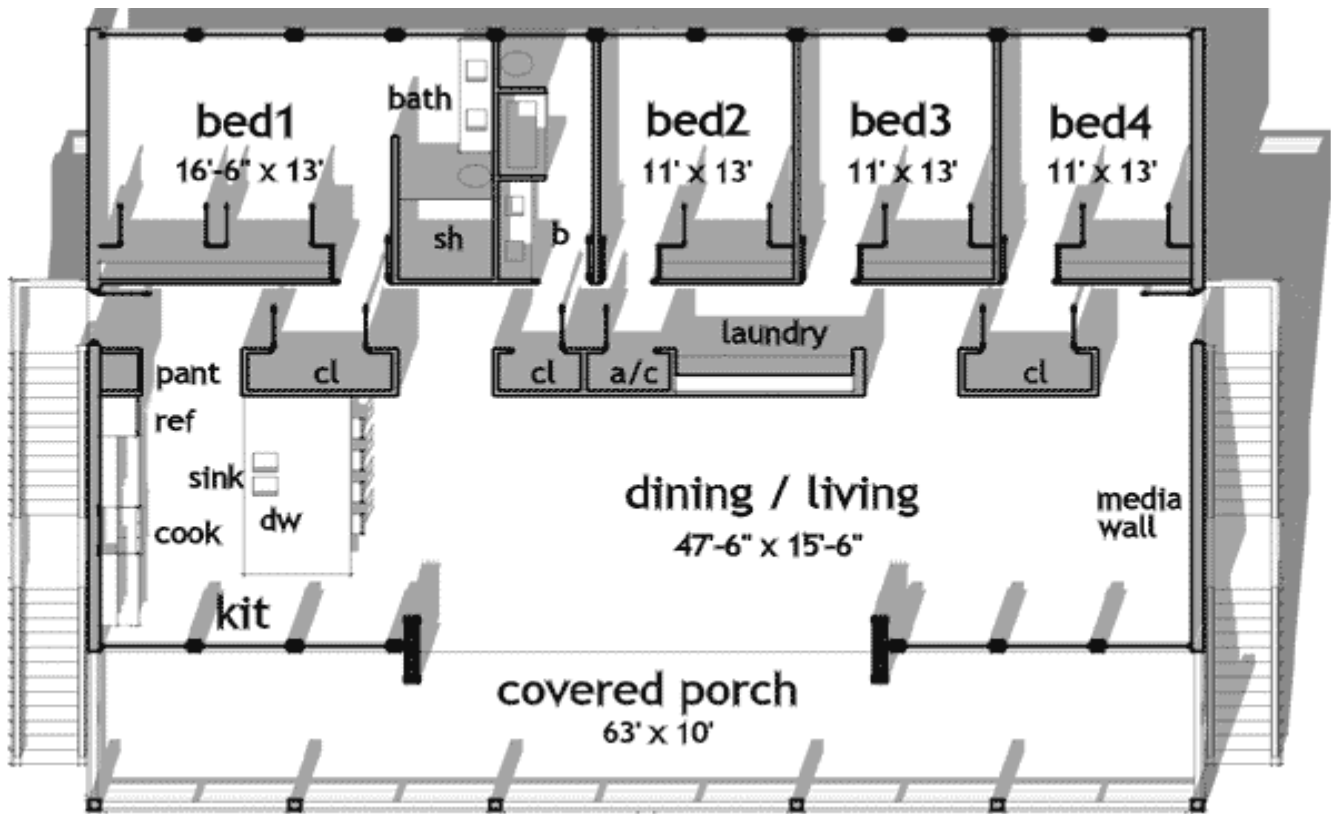 bed1
16'-6" x 13'
bath
bed2
11' x 13'
bed3
11' x 13'
bed4
11' x 13'
sh
b
pant
cl
cl
a/c
laundry
cl
ref
sink
dw
cook
kit
dining / living
47'-6" x 15'-6"
media
wall
covered porch
63' x 10'